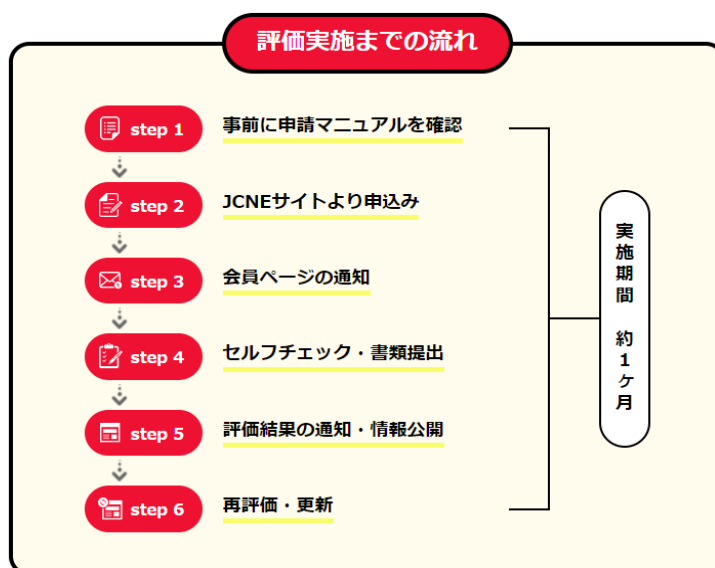 評価実施までの流れ
step 1
事前に申請マニュアルを確認
step 2
JCNEサイトより申込み
step 3
会員ページの通知
step 4
セルフチェック・書類提出
step 5
評価結果の通知・情報公開
step 6
再評価・更新
実施期間 約1ケ月